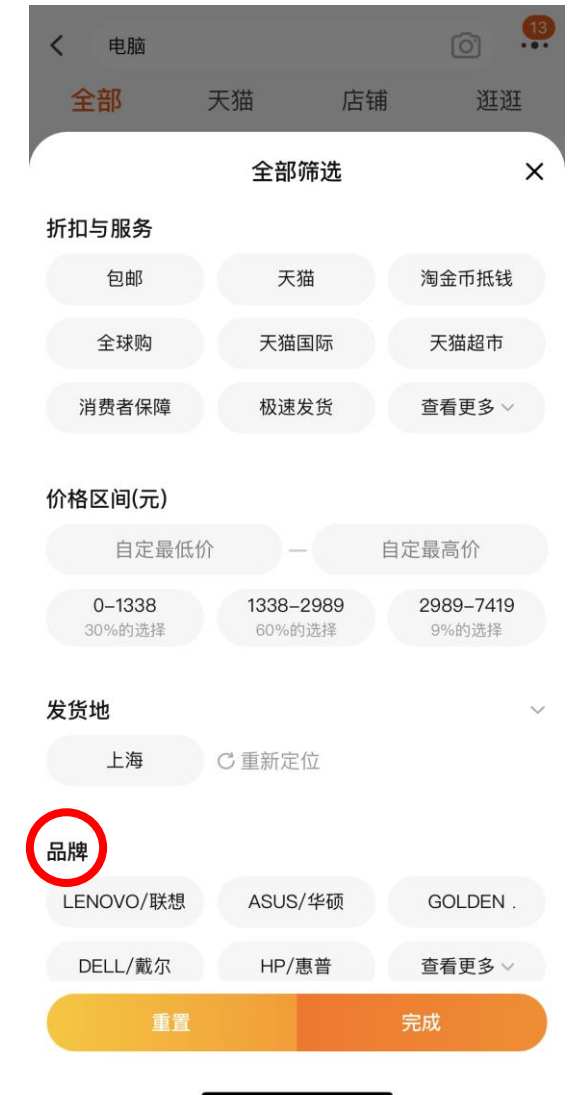 电脑
13
全部 天猫 店铺 逛逛
全部筛选
折扣与服务
包邮 天猫 淘金币抵钱
全球购 天猫国际 天猫超市
消费者保障 极速发货 查看更多
价格区间(元)
自定最低价 — 自定最高价
0–1338 1338–2989 2989–7419
30%的选择 60%的选择 9%的选择
发货地
上海 重新定位
品牌
LENOVO/联想 ASUS/华硕 GOLDEN .
DELL/戴尔 HP/惠普 查看更多
重置 完成